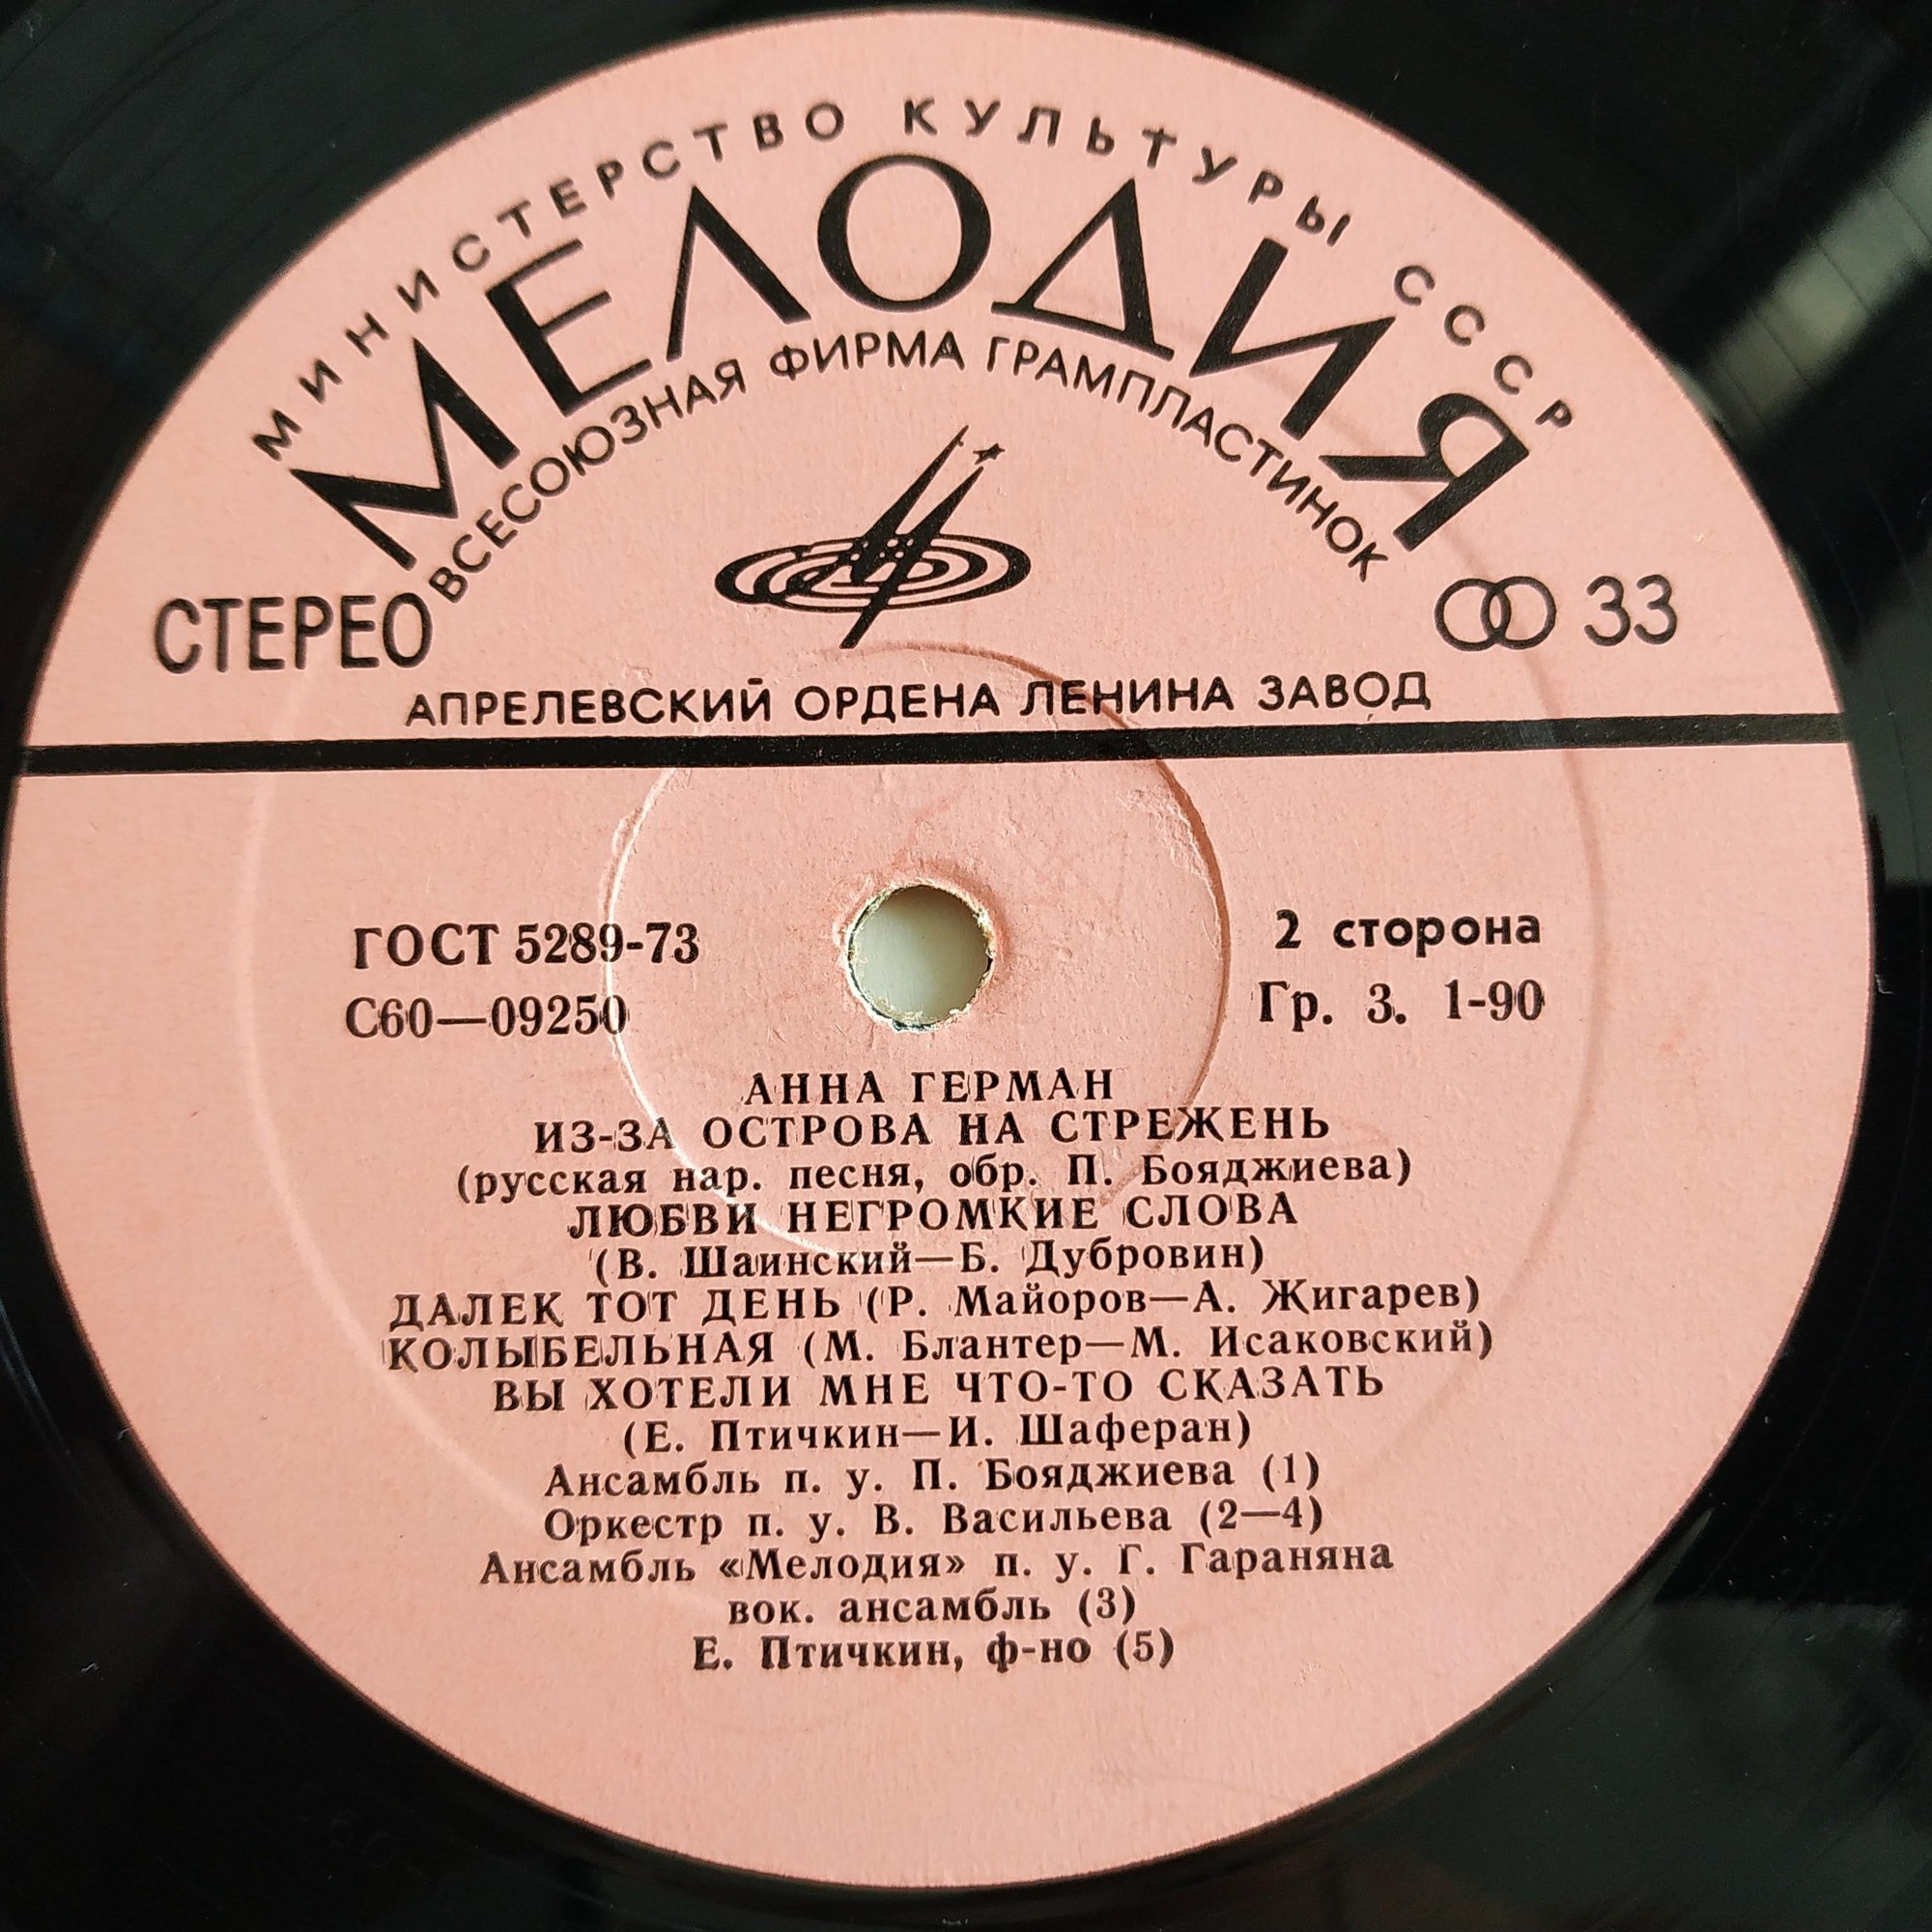 МИНИСТЕРСТВО КУЛЬТУРЫ СССР
МЕЛОДИЯ
ВСЕСОЮЗНАЯ ФИРМА ГРАМПЛАСТИНОК
СТЕРЕО
33
АПРЕЛЕВСКИЙ ОРДЕНА ЛЕНИНА ЗАВОД
ГОСТ 5289-73
2 сторона
С60—09250
Гр. 3. 1-90
АННА ГЕРМАН
ИЗ-ЗА ОСТРОВА НА СТРЕЖЕНЬ
(русская нар. песня, обр. П. Бояджиева)
ЛЮБВИ НЕГРОМКИЕ СЛОВА
(В. Шаинский—Б. Дубровин)
ДАЛЕК ТОТ ДЕНЬ (Р. Майоров—А. Жигарев)
КОЛЫБЕЛЬНАЯ (М. Блантер—М. Исаковский)
ВЫ ХОТЕЛИ МНЕ ЧТО-ТО СКАЗАТЬ
(Е. Птичкин—И. Шаферан)
Ансамбль п. у. П. Бояджиева (1)
Оркестр п. у. В. Васильева (2—4)
Ансамбль «Мелодия» п. у. Г. Гараняна
вок. ансамбль (3)
Е. Птичкин, ф-но (5)